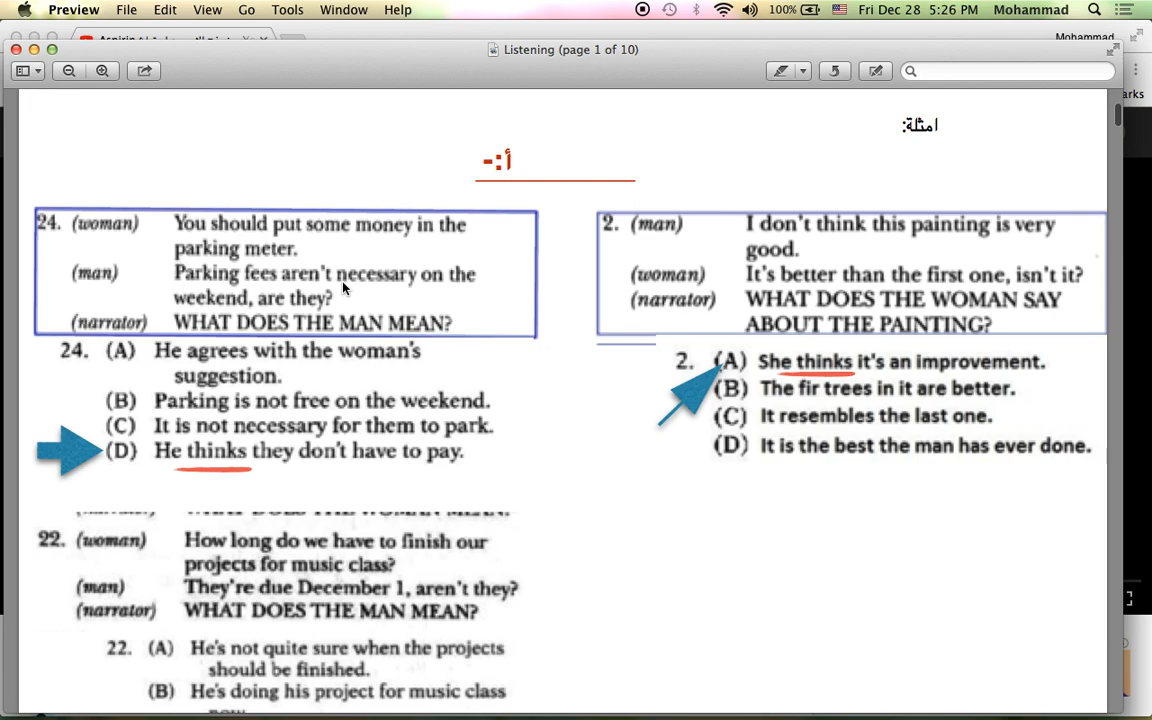 Preview File Edit View Go Tools Window Help 100% Fri Dec 28 5:26 PM Mohammad
Mohammad
Listening (page 1 of 10)
arks
امثلة:
أ:-
24. (woman) You should put some money in the
parking meter.
(man) Parking fees aren't necessary on the
weekend, are they?
(narrator) WHAT DOES THE MAN MEAN?
24. (A) He agrees with the woman's
suggestion.
(B) Parking is not free on the weekend.
(C) It is not necessary for them to park.
(D) He thinks they don't have to pay.
2. (man) I don't think this painting is very
good.
(woman) It's better than the first one, isn't it?
(narrator) WHAT DOES THE WOMAN SAY
ABOUT THE PAINTING?
2. (A) She thinks it's an improvement.
(B) The fir trees in it are better.
(C) It resembles the last one.
(D) It is the best the man has ever done.
22. (woman) How long do we have to finish our
projects for music class?
(man) They're due December 1, aren't they?
(narrator) WHAT DOES THE MAN MEAN?
22. (A) He's not quite sure when the projects
should be finished.
(B) He's doing his project for music class